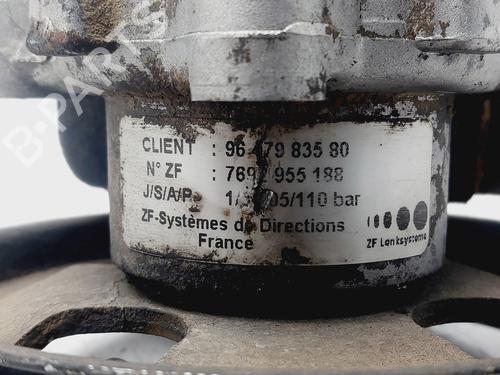 B-PARTS
CLIENT : 96 479 835 80
N° ZF : 955 188
J/S/A/P : 1/ 05/110 bar
ZF-Systèmes de Directions
France
ZF Lenksysteme